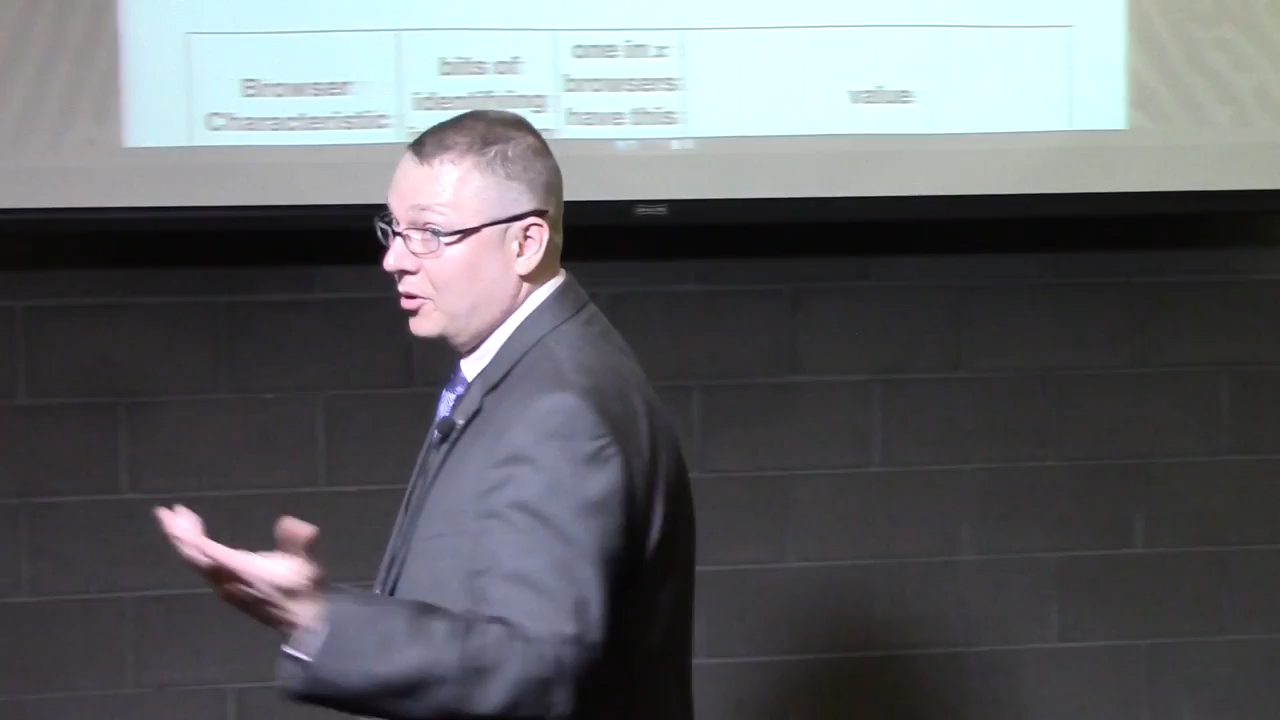 Browser
Characteristic
bits of
identifying
one in x
browsers
have this
value